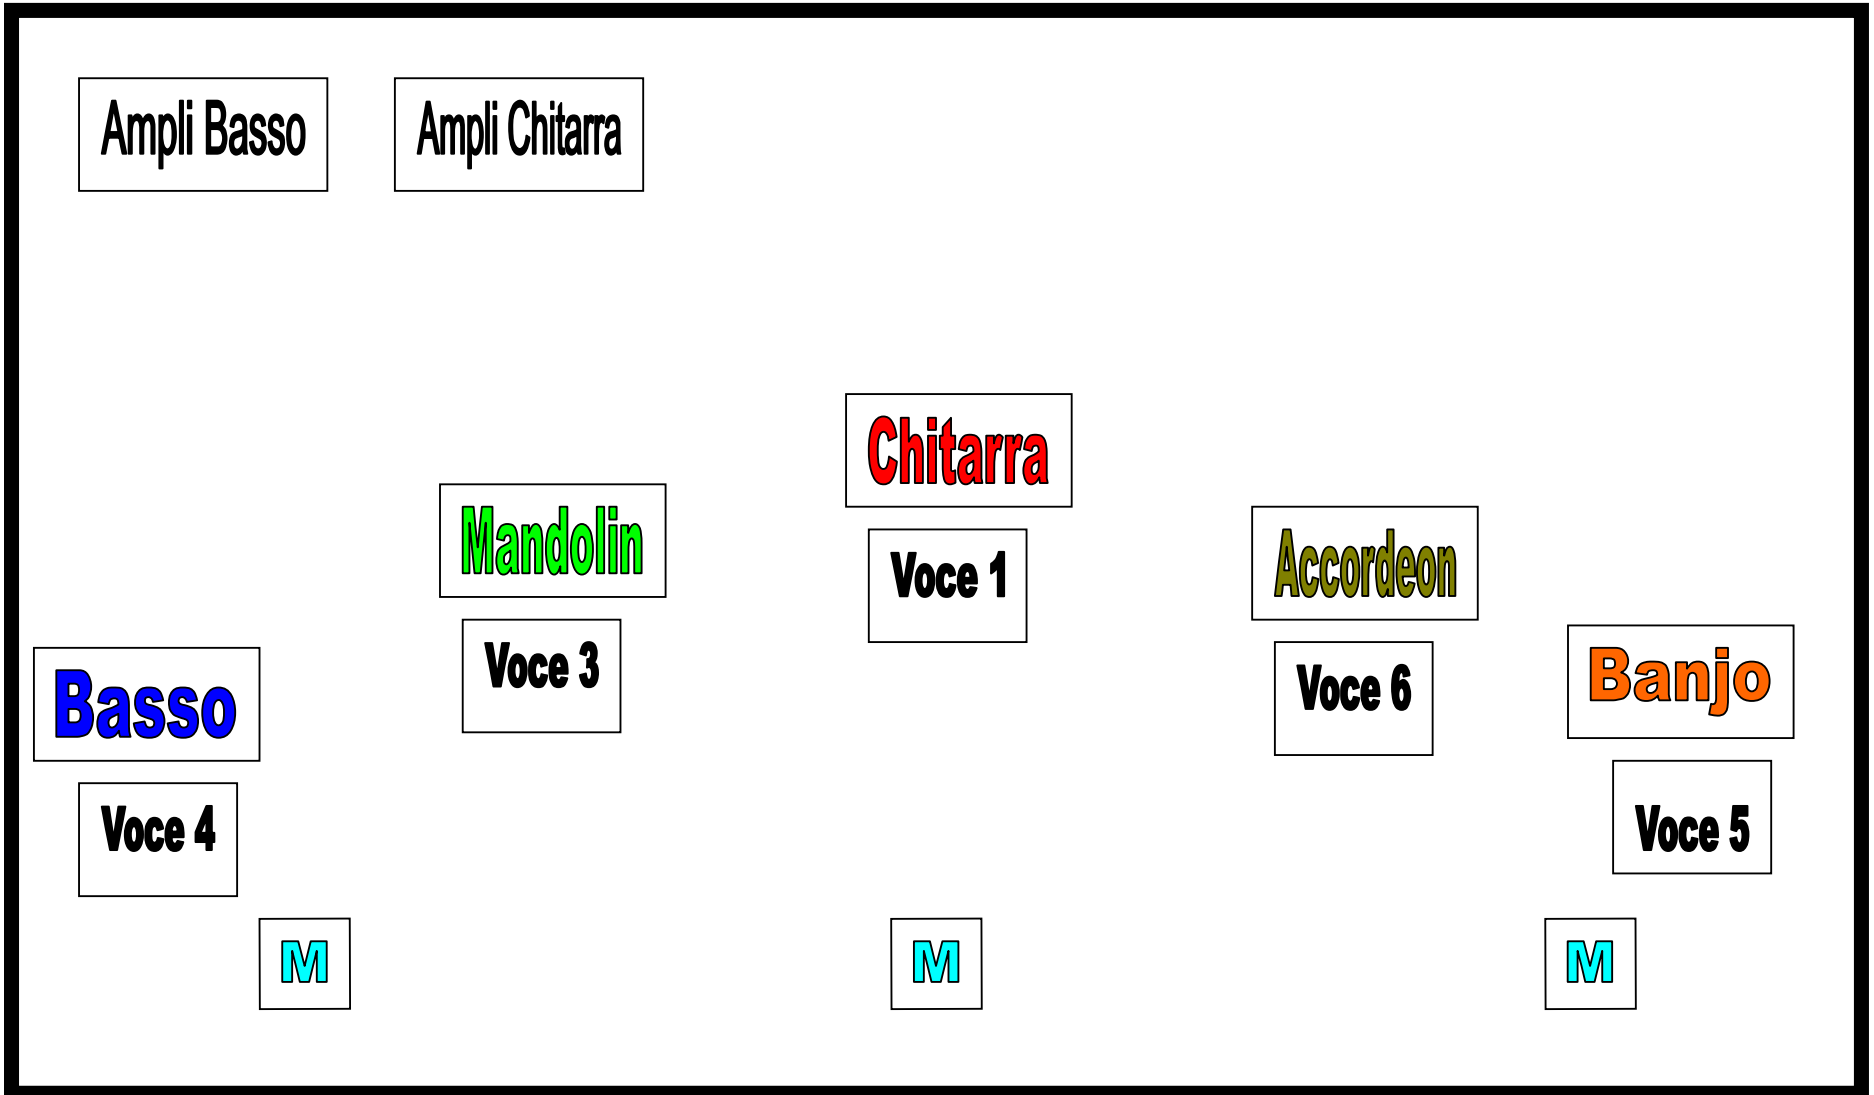 Ampli Basso
Ampli Chitarra
Chitarra
Mandolin
Accordeon
Voce 1
Voce 3
Voce 6
Basso
Banjo
Voce 4
Voce 5
M
M
M